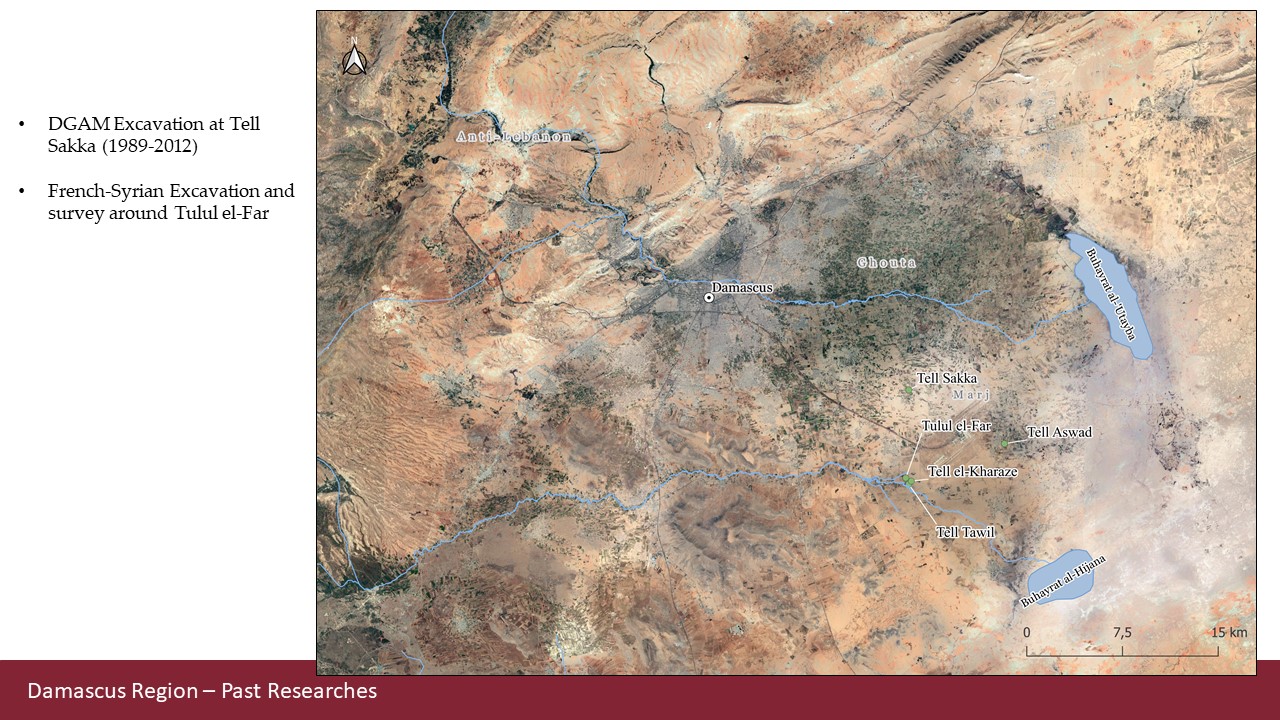 • DGAM Excavation at Tell
Sakka (1989-2012)
• French-Syrian Excavation and
survey around Tulul el-Far
N
Anti-Lebanon
Ghouta
Buhayrat al-'Utayba
Damascus
Tell Sakka
Marj
Tulul el-Far
Tell Aswad
Tell el-Kharaze
Tell Tawil
Buhayrat al-Hijana
0 7,5 15 km
Damascus Region – Past Researches